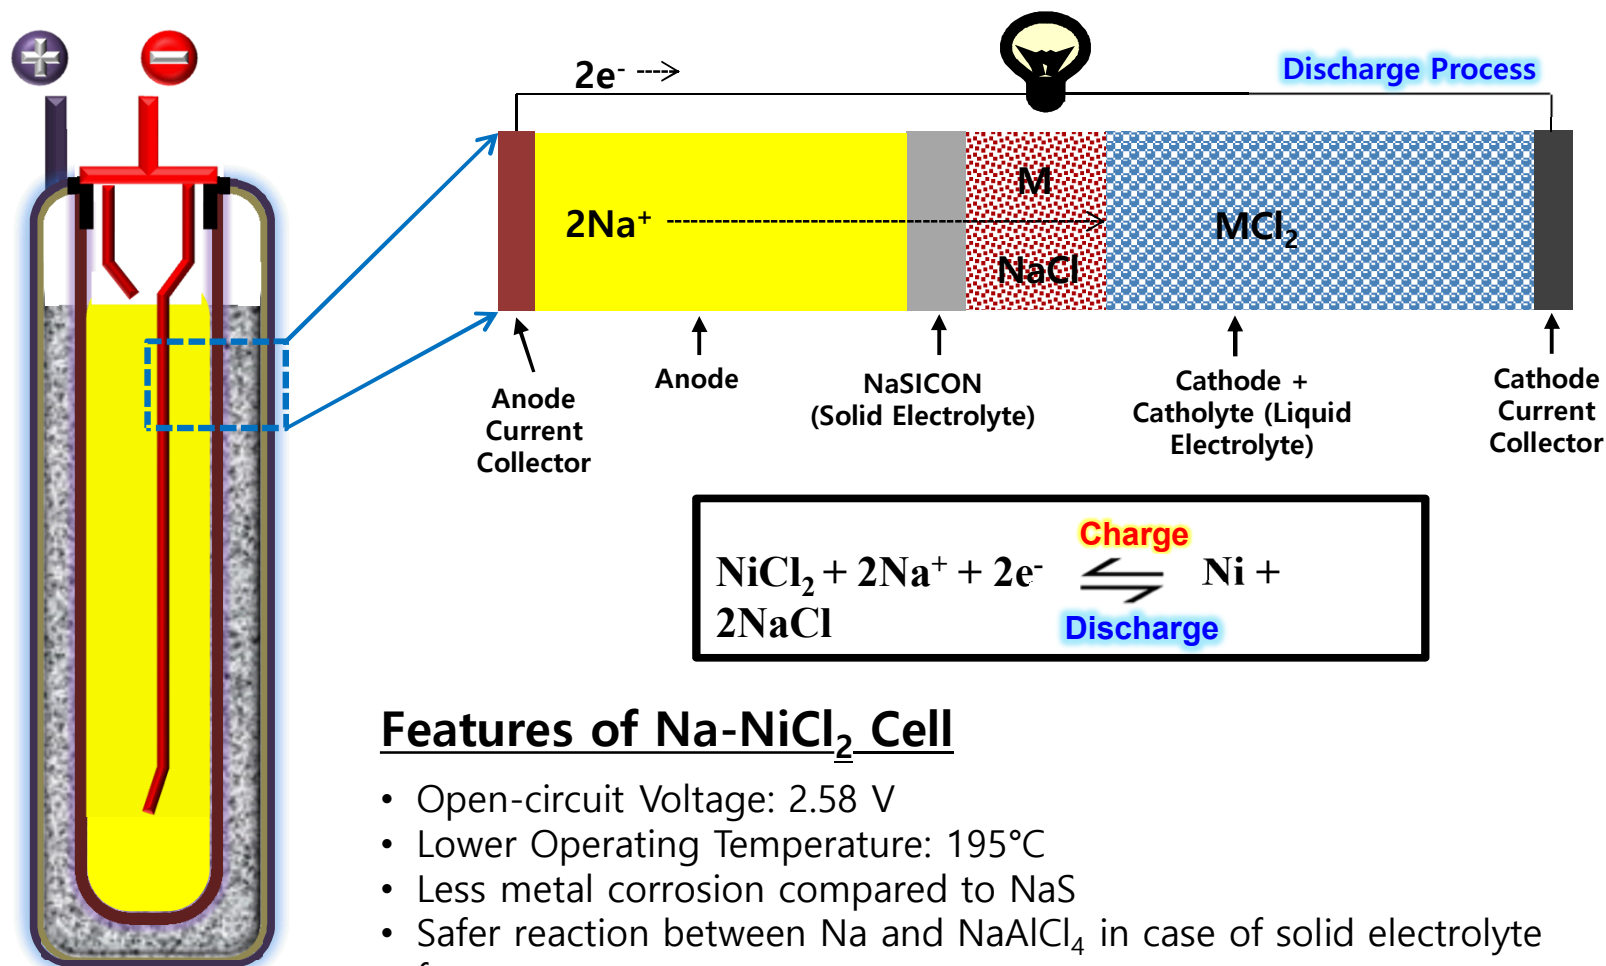 2e⁻
Discharge Process
2Na⁺
M
NaCl
MCl₂
Anode
Current
Collector
Anode
NaSICON
(Solid Electrolyte)
Cathode +
Catholyte (Liquid
Electrolyte)
Cathode
Current
Collector
Charge
NiCl₂ + 2Na⁺ + 2e⁻ Ni +
2NaCl
Discharge
Features of Na-NiCl₂ Cell
• Open-circuit Voltage: 2.58 V
• Lower Operating Temperature: 195°C
• Less metal corrosion compared to NaS
• Safer reaction between Na and NaAlCl₄ in case of solid electrolyte